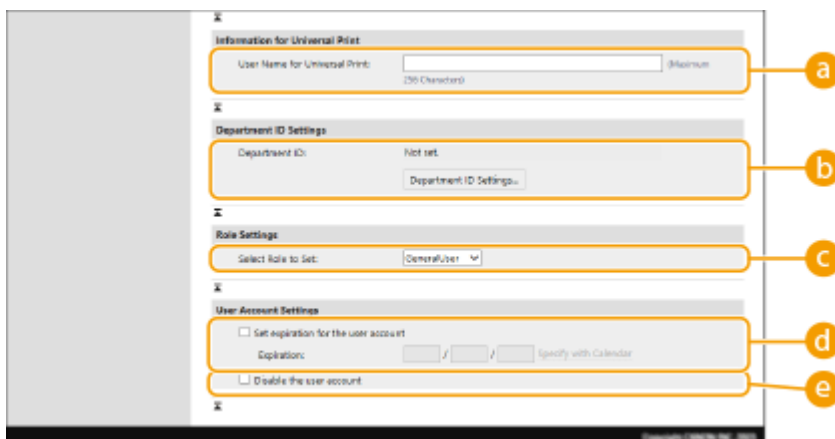 Information for Universal Print
User Name for Universal Print: (Maximum
256 Characters)
a
Department ID Settings
Department ID: Not set.
b
Department ID Settings...
Role Settings
Select Role to Set: GeneralUser
c
User Account Settings
Set expiration for the user account
d
Expiration: / / Specify with Calendar
Disable the user account
e